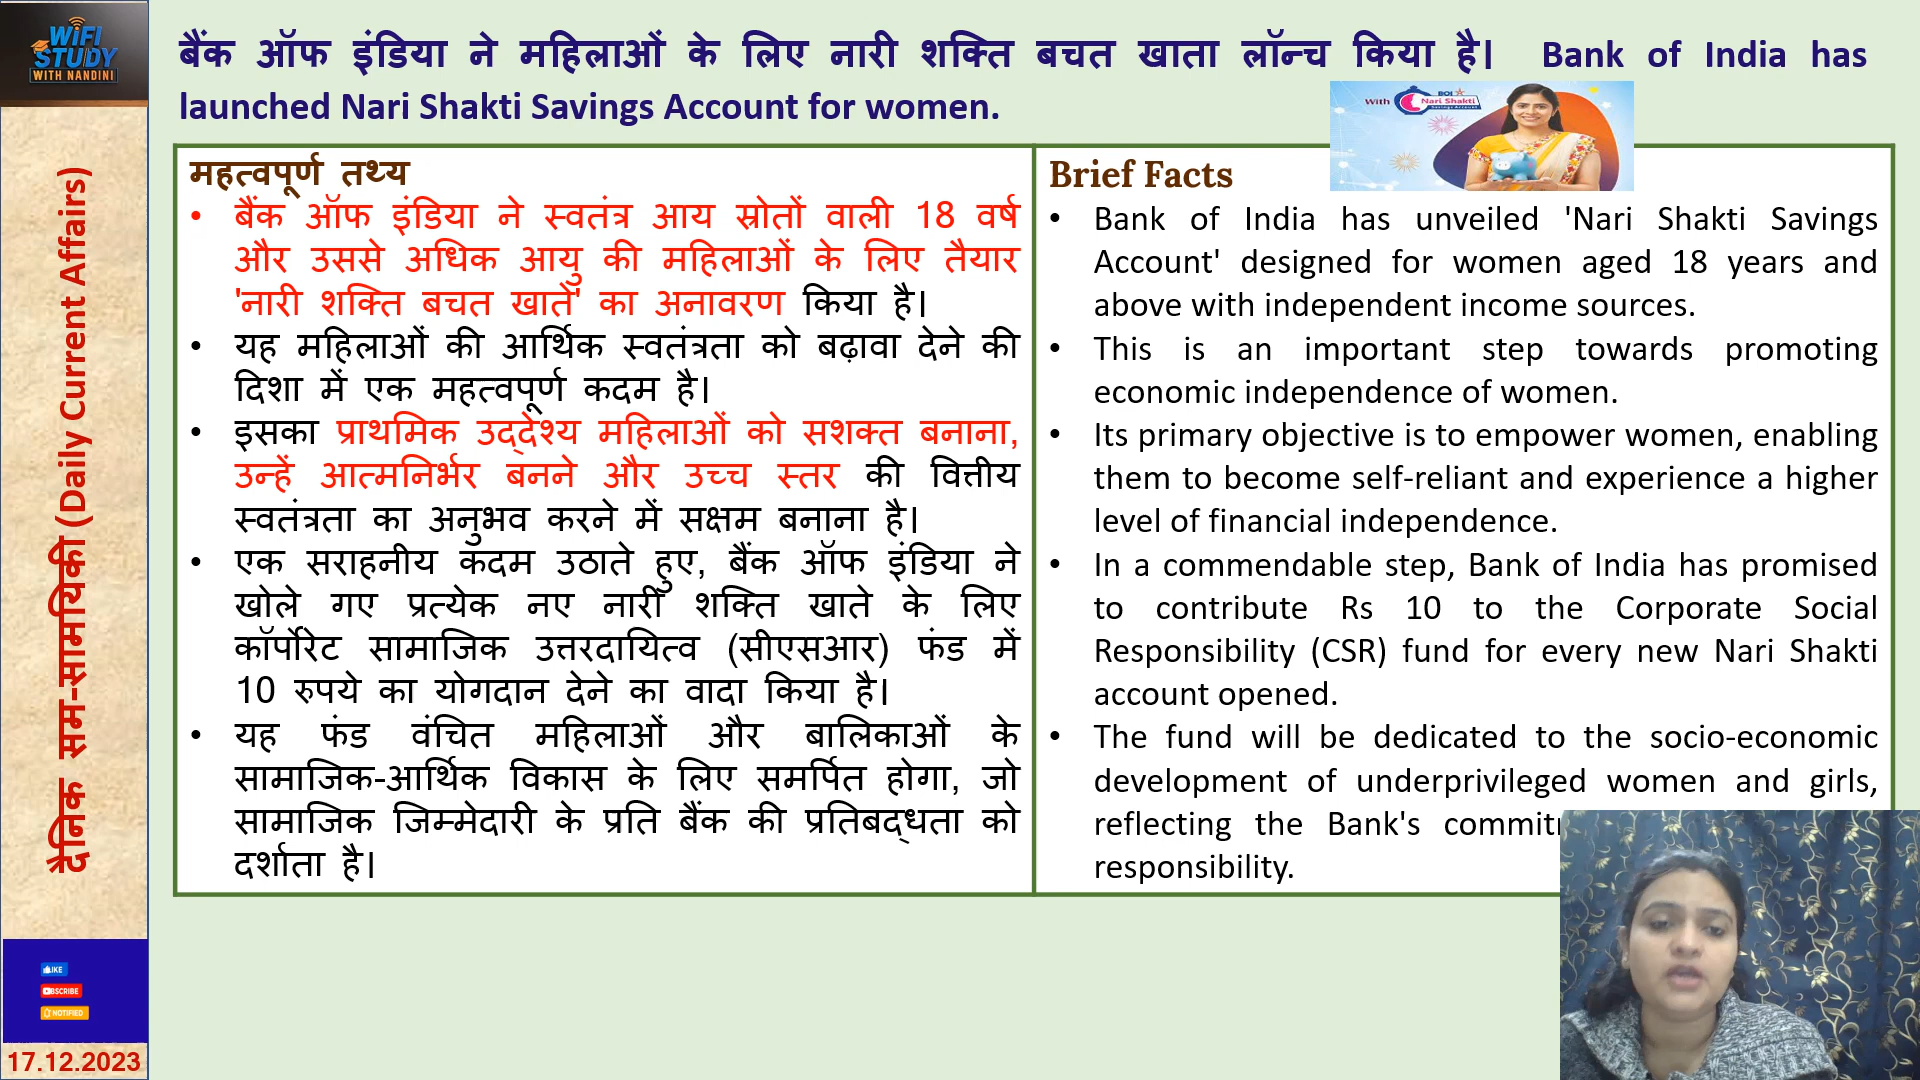 WiFi
STUDY
WITH NANDINI
दैनिक सम-सामयिकी (Daily Current Affairs)
LIKE
BSCRIBE
NOTIFIED
17.12.2023
बैंक ऑफ इंडिया ने महिलाओं के लिए नारी शक्ति बचत खाता लॉन्च किया है। Bank of India has
launched Nari Shakti Savings Account for women.
With BOI
Nari Shakti
Savings Account
महत्वपूर्ण तथ्य
• बैंक ऑफ इंडिया ने स्वतंत्र आय स्रोतों वाली 18 वर्ष
और उससे अधिक आयु की महिलाओं के लिए तैयार
'नारी शक्ति बचत खाते' का अनावरण किया है।
• यह महिलाओं की आर्थिक स्वतंत्रता को बढ़ावा देने की
दिशा में एक महत्वपूर्ण कदम है।
• इसका प्राथमिक उद्देश्य महिलाओं को सशक्त बनाना,
उन्हें आत्मनिर्भर बनने और उच्च स्तर की वित्तीय
स्वतंत्रता का अनुभव करने में सक्षम बनाना है।
• एक सराहनीय कदम उठाते हुए, बैंक ऑफ इंडिया ने
खोले गए प्रत्येक नए नारी शक्ति खाते के लिए
कॉर्पोरेट सामाजिक उत्तरदायित्व (सीएसआर) फंड में
10 रुपये का योगदान देने का वादा किया है।
• यह फंड वंचित महिलाओं और बालिकाओं के
सामाजिक-आर्थिक विकास के लिए समर्पित होगा, जो
सामाजिक जिम्मेदारी के प्रति बैंक की प्रतिबद्धता को
दर्शाता है।
Brief Facts
• Bank of India has unveiled 'Nari Shakti Savings
Account' designed for women aged 18 years and
above with independent income sources.
• This is an important step towards promoting
economic independence of women.
• Its primary objective is to empower women, enabling
them to become self-reliant and experience a higher
level of financial independence.
• In a commendable step, Bank of India has promised
to contribute Rs 10 to the Corporate Social
Responsibility (CSR) fund for every new Nari Shakti
account opened.
• The fund will be dedicated to the socio-economic
development of underprivileged women and girls,
reflecting the Bank's
responsibility.